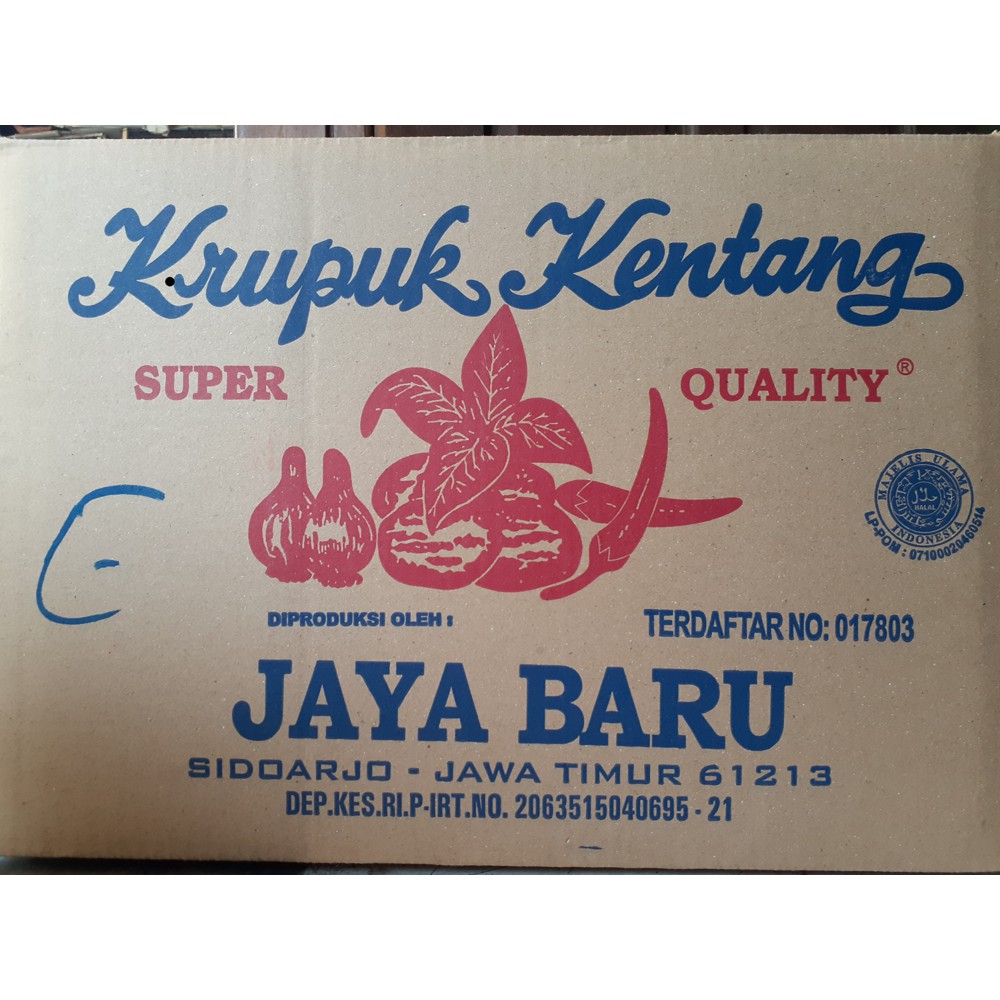 Krupuk Kentang
SUPER QUALITY ®
MAJELIS ULAMA
حلال
HALAL
INDONESIA
LP-POM : 07100020460514
E
DIPRODUKSI OLEH :
TERDAFTAR NO: 017803
JAYA BARU
SIDOARJO - JAWA TIMUR 61213
DEP.KES.RI.P-IRT.NO. 2063515040695 - 21